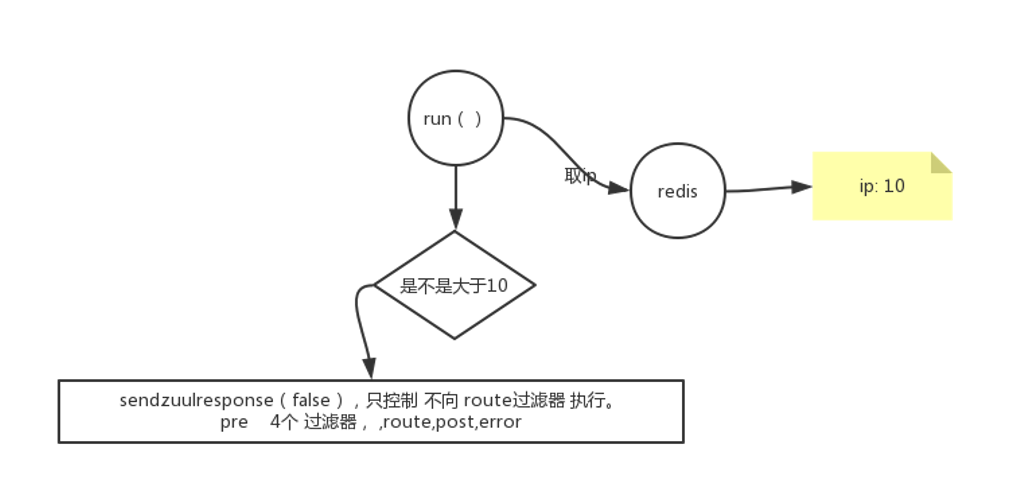 run（ ）
取ip
redis
ip: 10
是不是大于10
sendzuulresponse（false），只控制 不向 route过滤器 执行。
pre 4个 过滤器， ,route,post,error